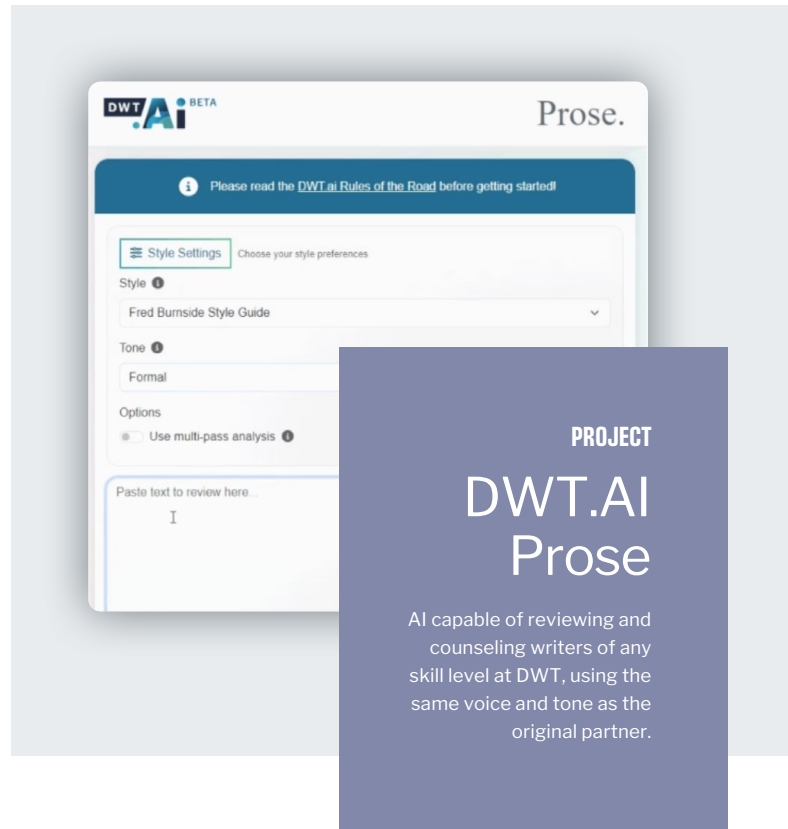 DWT.Ai BETA
Prose.
Please read the DWT.ai Rules of the Road before getting started!
Style Settings Choose your style preferences
Style
Fred Burnside Style Guide
Tone
Formal
Options
Use multi-pass analysis
Paste text to review here...
PROJECT
DWT.AI
Prose
AI capable of reviewing and
counseling writers of any
skill level at DWT, using the
same voice and tone as the
original partner.